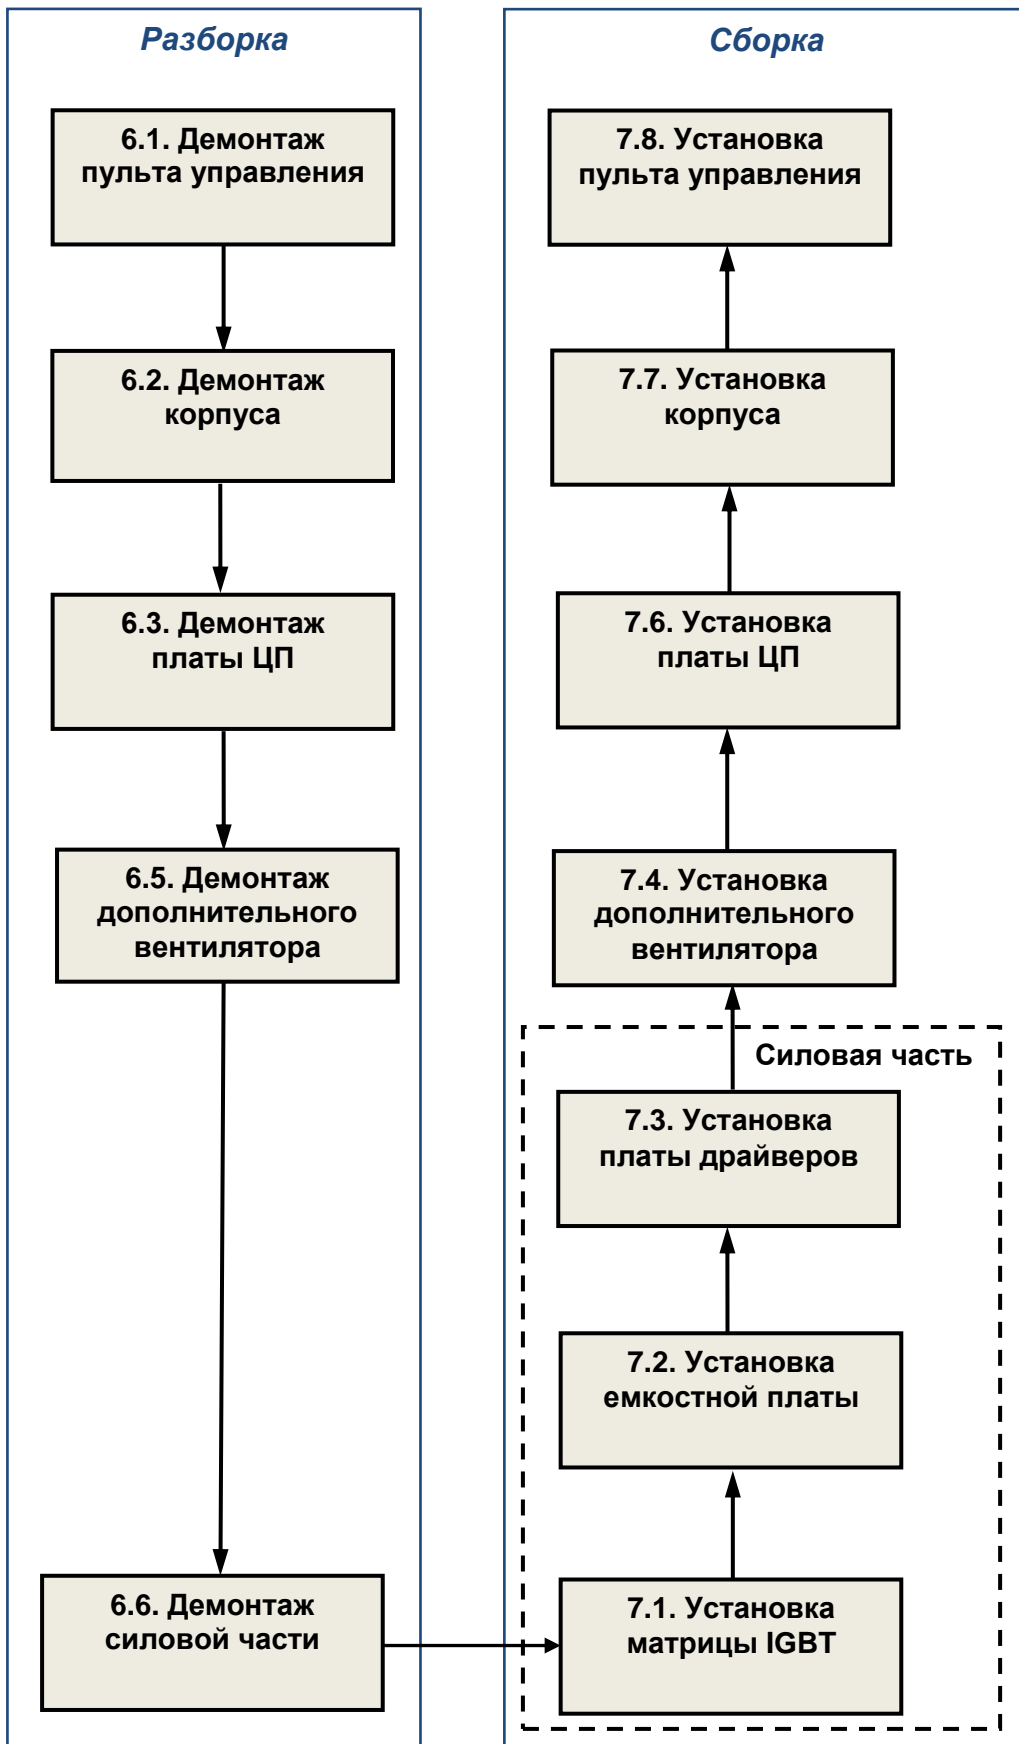 Разборка
6.1. Демонтаж
пульта управления
6.2. Демонтаж
корпуса
6.3. Демонтаж
платы ЦП
6.5. Демонтаж
дополнительного
вентилятора
6.6. Демонтаж
силовой части
Сборка
7.8. Установка
пульта управления
7.7. Установка
корпуса
7.6. Установка
платы ЦП
7.4. Установка
дополнительного
вентилятора
Силовая часть
7.3. Установка
платы драйверов
7.2. Установка
емкостной платы
7.1. Установка
матрицы IGBT